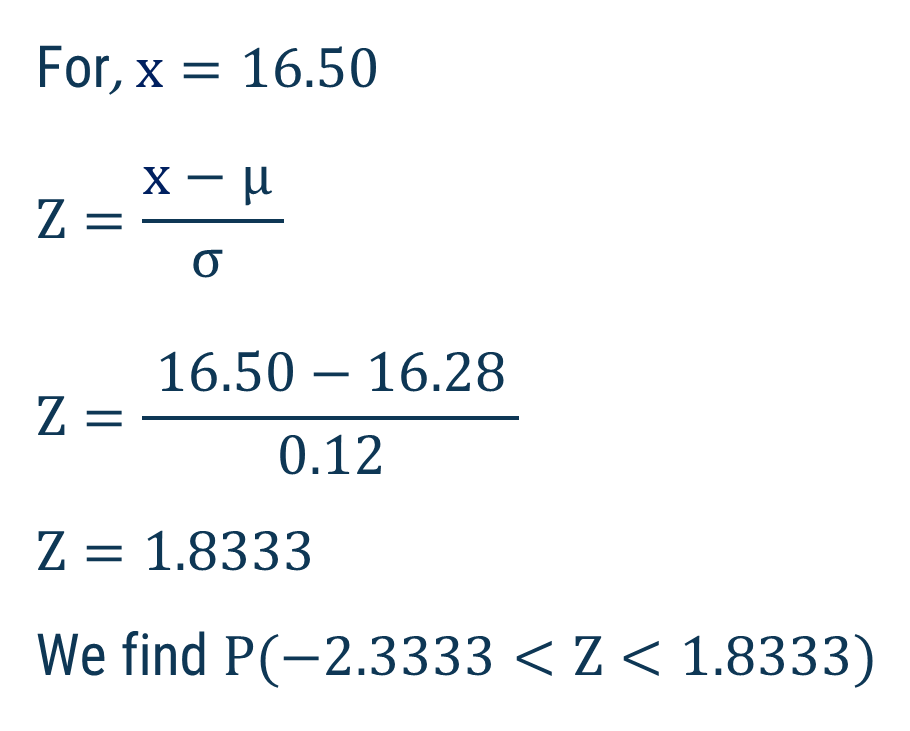 For, x = 16.50
Z = (x − μ) / σ
Z = (16.50 − 16.28) / 0.12
Z = 1.8333
We find P(−2.3333 < Z < 1.8333)